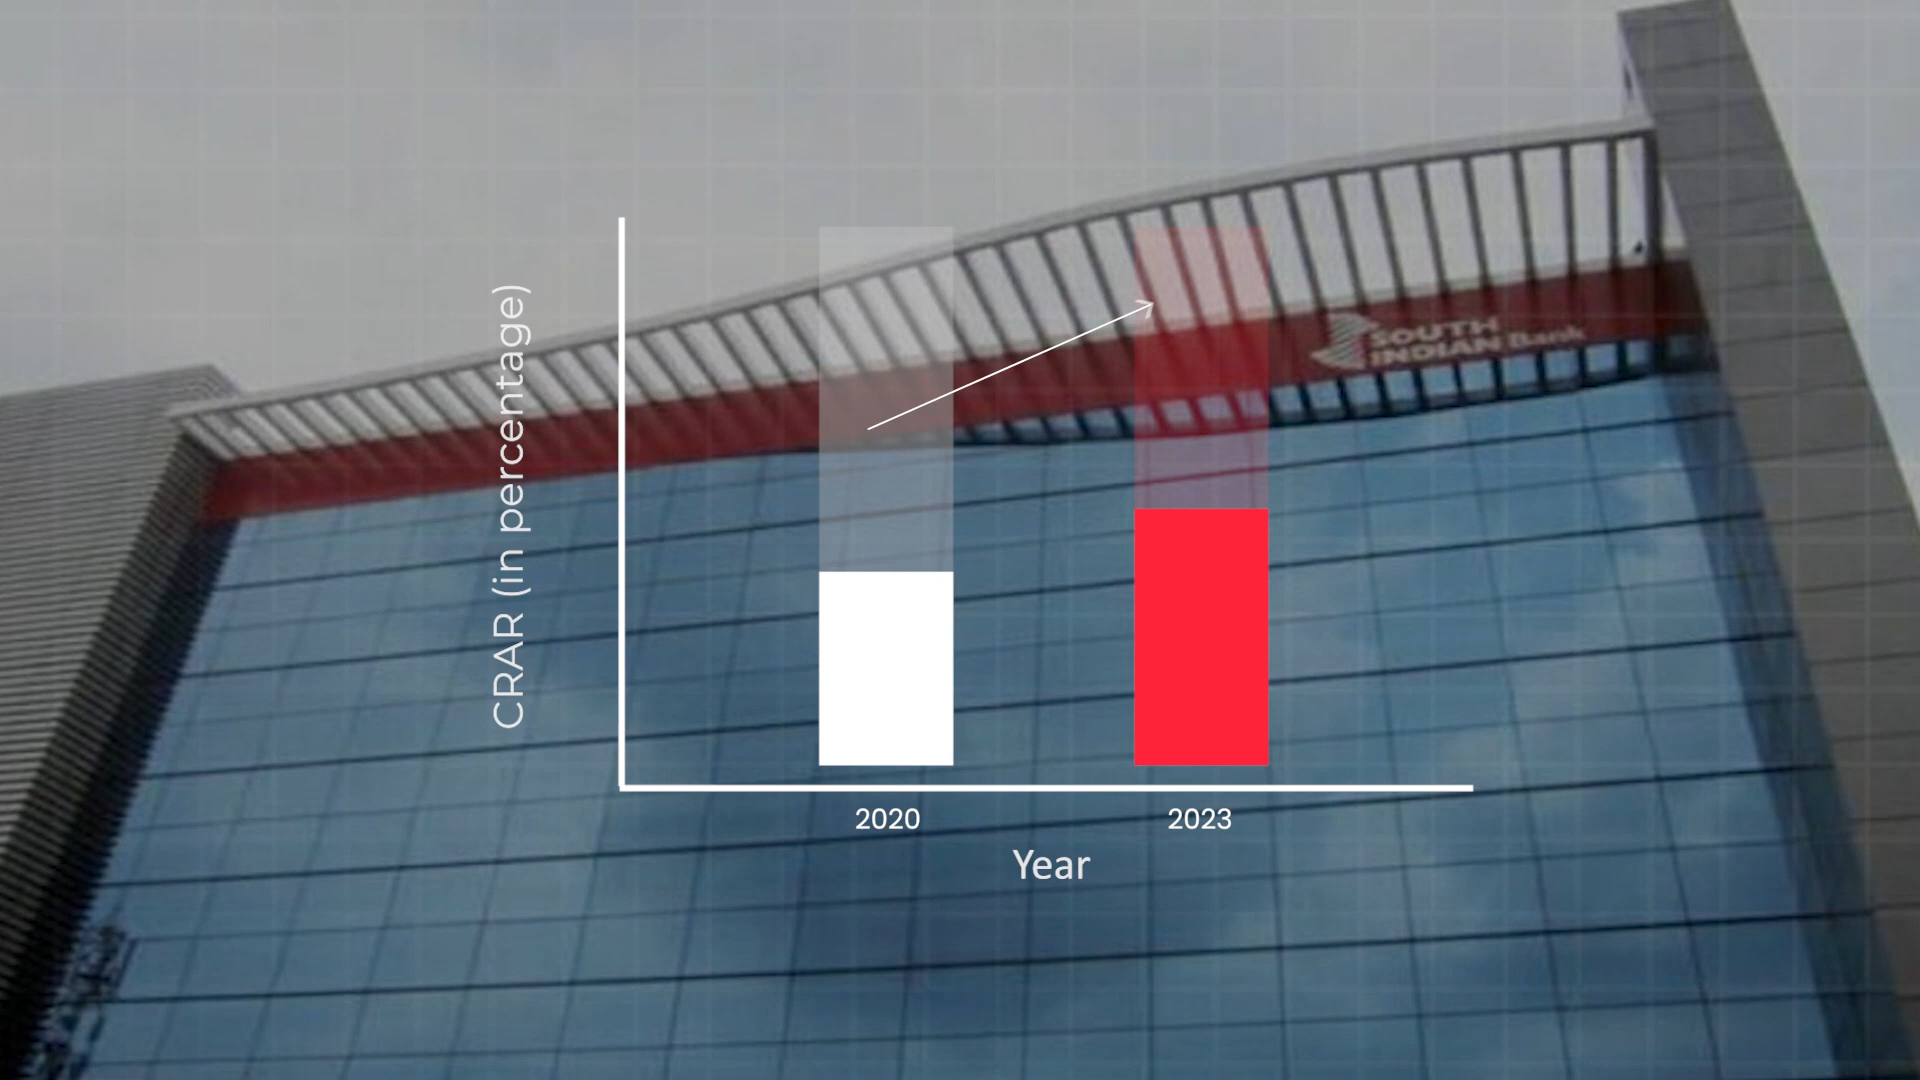 SOUTH
INDIAN Bank
CRAR (in percentage)
2020
2023
Year